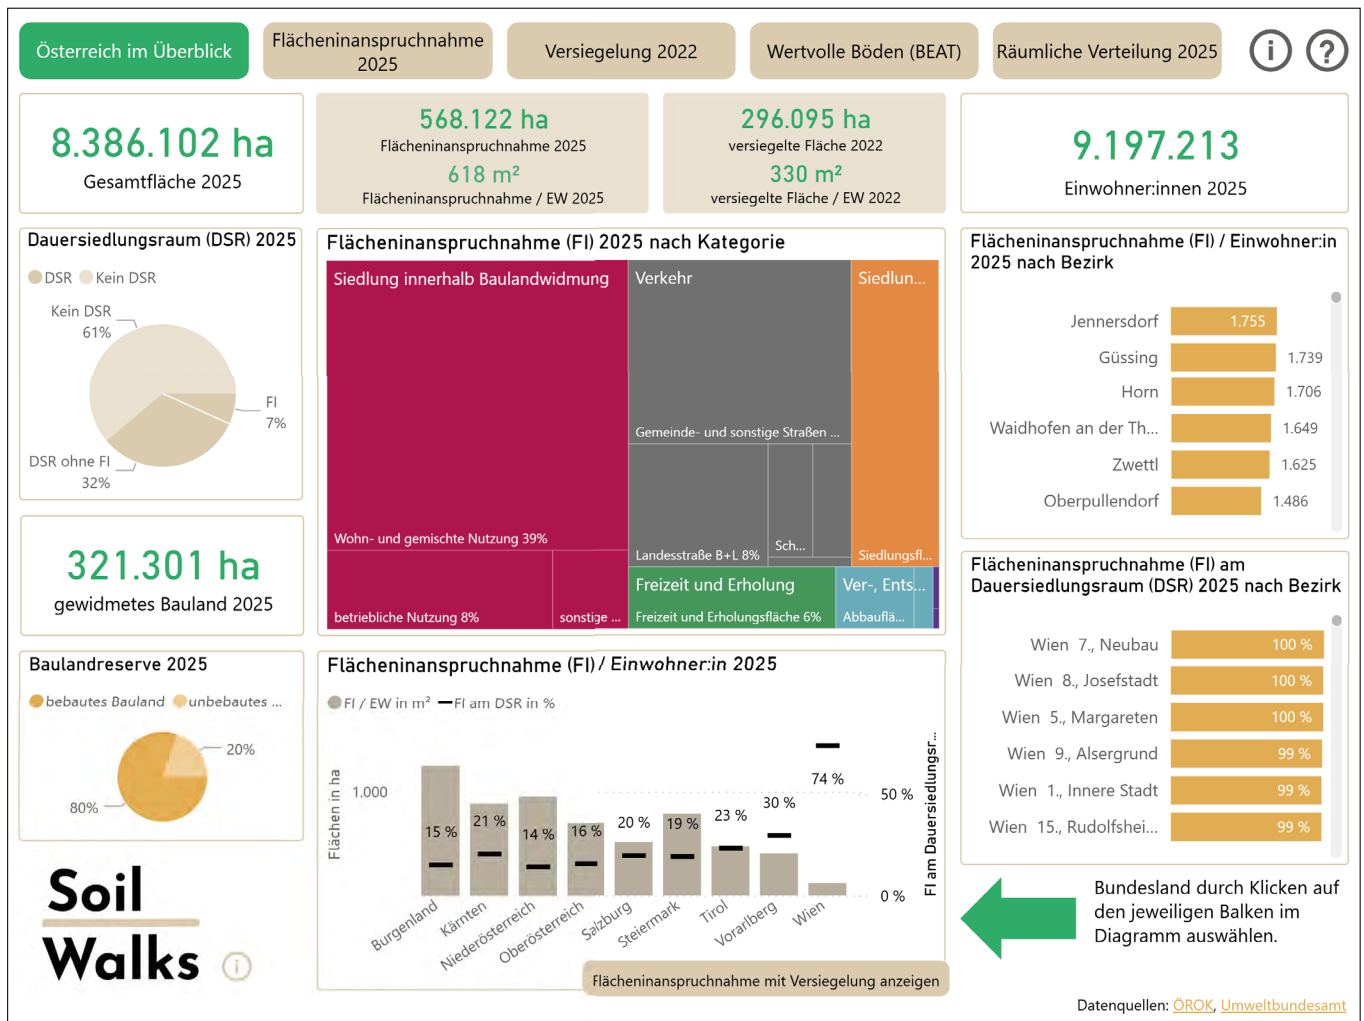 Österreich im Überblick
Flächeninanspruchnahme
2025
Versiegelung 2022
Wertvolle Böden (BEAT)
Räumliche Verteilung 2025
i
?
8.386.102 ha
Gesamtfläche 2025
568.122 ha
Flächeninanspruchnahme 2025
618 m²
Flächeninanspruchnahme / EW 2025
296.095 ha
versiegelte Fläche 2022
330 m²
versiegelte Fläche / EW 2022
9.197.213
Einwohner:innen 2025
Dauersiedlungsraum (DSR) 2025
DSR Kein DSR
Kein DSR
61%
FI
7%
DSR ohne FI
32%
321.301 ha
gewidmetes Bauland 2025
Baulandreserve 2025
bebautes Bauland unbebautes ...
20%
80%
Soil
Walks
i
Flächeninanspruchnahme (FI) 2025 nach Kategorie
Siedlung innerhalb Baulandwidmung
Wohn- und gemischte Nutzung 39%
betriebliche Nutzung 8%
sonstige ...
Verkehr
Gemeinde- und sonstige Straßen ...
Landesstraße B+L 8%
Sch...
Siedlun...
Siedlungsfl...
Freizeit und Erholung
Freizeit und Erholungsfläche 6%
Ver-, Ents...
Abbauflä...
Flächeninanspruchnahme (FI) / Einwohner:in 2025
FI / EW in m² FI am DSR in %
Flächen in ha
1.000
15 %
21 %
14 %
16 %
20 %
19 %
23 %
30 %
74 %
50 %
0 %
FI am Dauersiedlungsr...
Burgenland
Kärnten
Niederösterreich
Oberösterreich
Salzburg
Steiermark
Tirol
Vorarlberg
Wien
Flächeninanspruchnahme mit Versiegelung anzeigen
Flächeninanspruchnahme (FI) / Einwohner:in
2025 nach Bezirk
Jennersdorf 1.755
Güssing 1.739
Horn 1.706
Waidhofen an der Th... 1.649
Zwettl 1.625
Oberpullendorf 1.486
Flächeninanspruchnahme (FI) am
Dauersiedlungsraum (DSR) 2025 nach Bezirk
Wien 7., Neubau 100 %
Wien 8., Josefstadt 100 %
Wien 5., Margareten 100 %
Wien 9., Alsergrund 99 %
Wien 1., Innere Stadt 99 %
Wien 15., Rudolfshei... 99 %
Bundesland durch Klicken auf
den jeweiligen Balken im
Diagramm auswählen.
Datenquellen: ÖROK, Umweltbundesamt